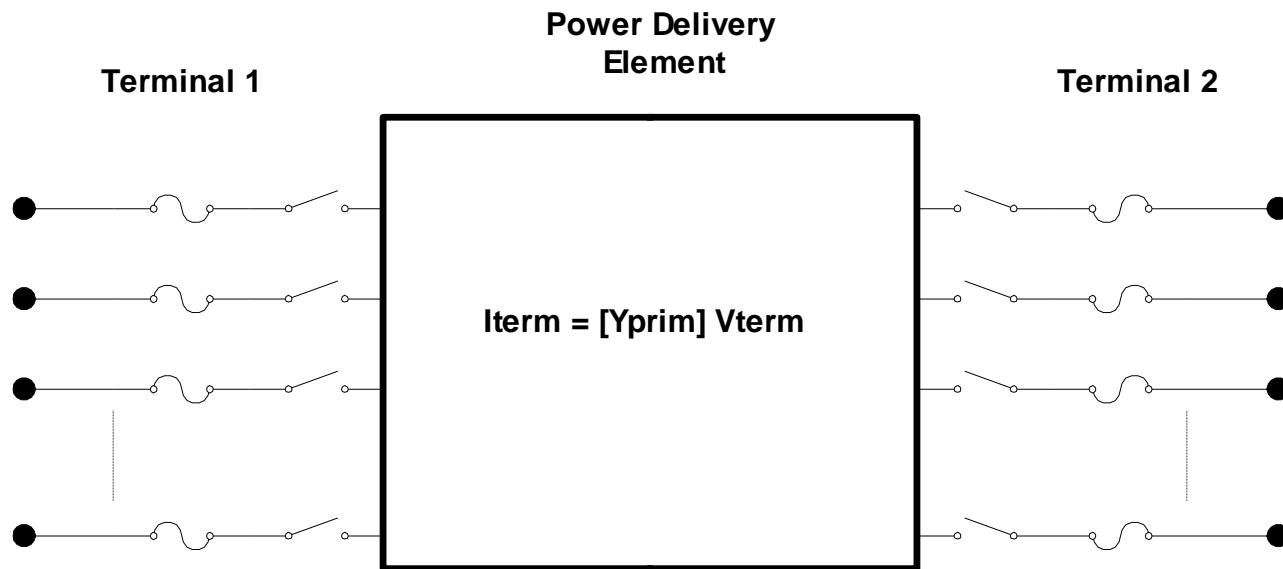 Power Delivery
Element
Terminal 1
Terminal 2
Iterm = [Yprim] Vterm